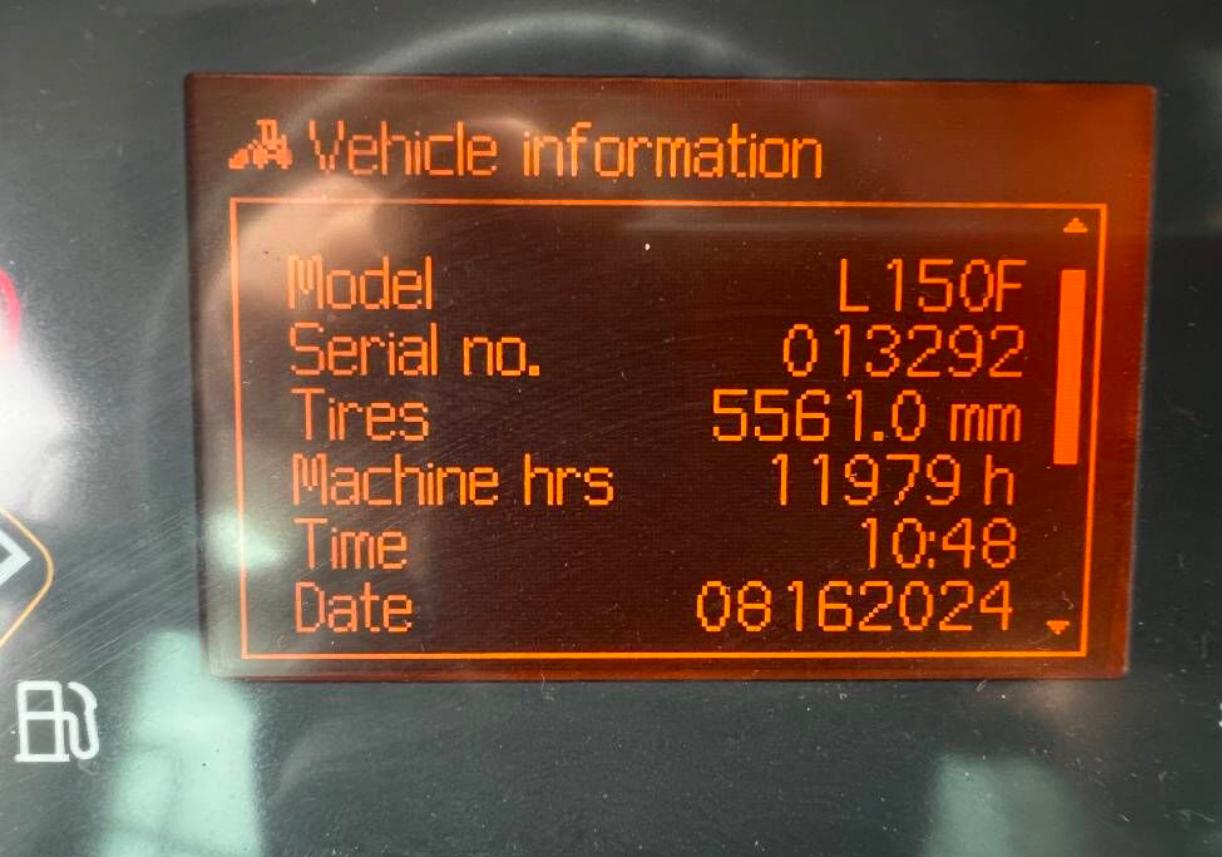 Vehicle information
Model L150F
Serial no. 013292
Tires 5561.0 mm
Machine hrs 11979 h
Time 10:48
Date 08162024